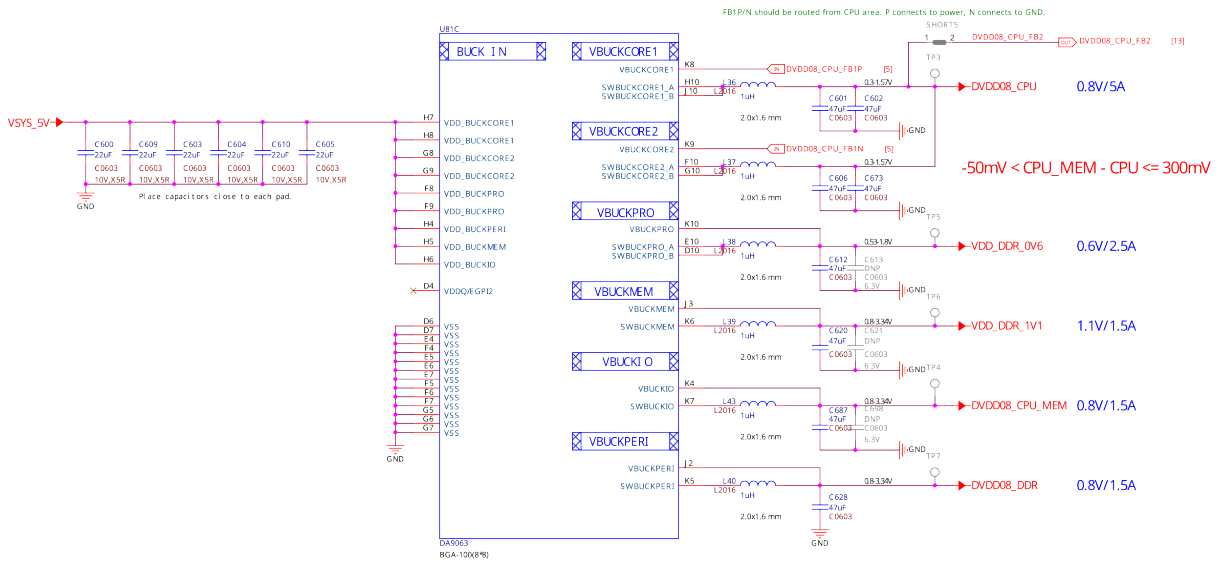 FB1P/N should be routed from CPU area. P connects to power, N connects to GND.
SHORT5
1 2 DVDD08_CPU_FB2 OUT DVDD08_CPU_FB2 [13]
U81C
BUCK IN
VBUCKCORE1
VBUCKCORE1 K8 IN DVDD08_CPU_FB1P [5]
TP3
SWBUCKCORE1_A H10 L36 0.3-1.57V DVDD08_CPU 0.8V/5A
SWBUCKCORE1_B J10 L2016 1uH
2.0x1.6 mm
C601 47uF C0603
C602 47uF C0603
GND
VSYS_5V
C600 22uF C0603 10V,X5R
C609 22uF C0603 10V,X5R
C603 22uF C0603 10V,X5R
C604 22uF C0603 10V,X5R
C610 22uF C0603 10V,X5R
C605 22uF C0603 10V,X5R
GND
Place capacitors close to each pad.
H7 VDD_BUCKCORE1
H8 VDD_BUCKCORE1
G8 VDD_BUCKCORE2
G9 VDD_BUCKCORE2
F8 VDD_BUCKPRO
F9 VDD_BUCKPRO
H4 VDD_BUCKPERI
H5 VDD_BUCKMEM
H6 VDD_BUCKIO
D4 VDDQ/EGPI2
D6 VSS
D7 VSS
E4 VSS
F4 VSS
E5 VSS
E6 VSS
E7 VSS
F5 VSS
F6 VSS
F7 VSS
G5 VSS
G6 VSS
G7 VSS
GND
VBUCKCORE2
VBUCKCORE2 K9 IN DVDD08_CPU_FB1N [5]
SWBUCKCORE2_A F10 L37 0.3-1.57V
SWBUCKCORE2_B G10 L2016 1uH
2.0x1.6 mm
C606 47uF C0603
C673 47uF C0603
GND
-50mV < CPU_MEM - CPU <= 300mV
VBUCKPRO
VBUCKPRO K10
TP5
SWBUCKPRO_A E10 L38 0.53-1.8V VDD_DDR_0V6 0.6V/2.5A
SWBUCKPRO_B D10 L2016 1uH
2.0x1.6 mm
C612 47uF C0603
C613 DNP C0603 6.3V
GND
VBUCKMEM
VBUCKMEM J3
TP6
SWBUCKMEM K6 L39 0.8-3.34V VDD_DDR_1V1 1.1V/1.5A
L2016 1uH
2.0x1.6 mm
C620 47uF C0603
C621 DNP C0603 6.3V
GND
VBUCKIO
VBUCKIO K4
TP4
SWBUCKIO K7 L43 0.8-3.34V DVDD08_CPU_MEM 0.8V/1.5A
L2016 1uH
2.0x1.6 mm
C687 47uF C0603
C698 DNP C0603 6.3V
GND
VBUCKPERI
VBUCKPERI J2
TP7
SWBUCKPERI K5 L40 0.8-3.34V DVDD08_DDR 0.8V/1.5A
L2016 1uH
2.0x1.6 mm
C628 47uF C0603
GND
DA9063
BGA-100(8*8)